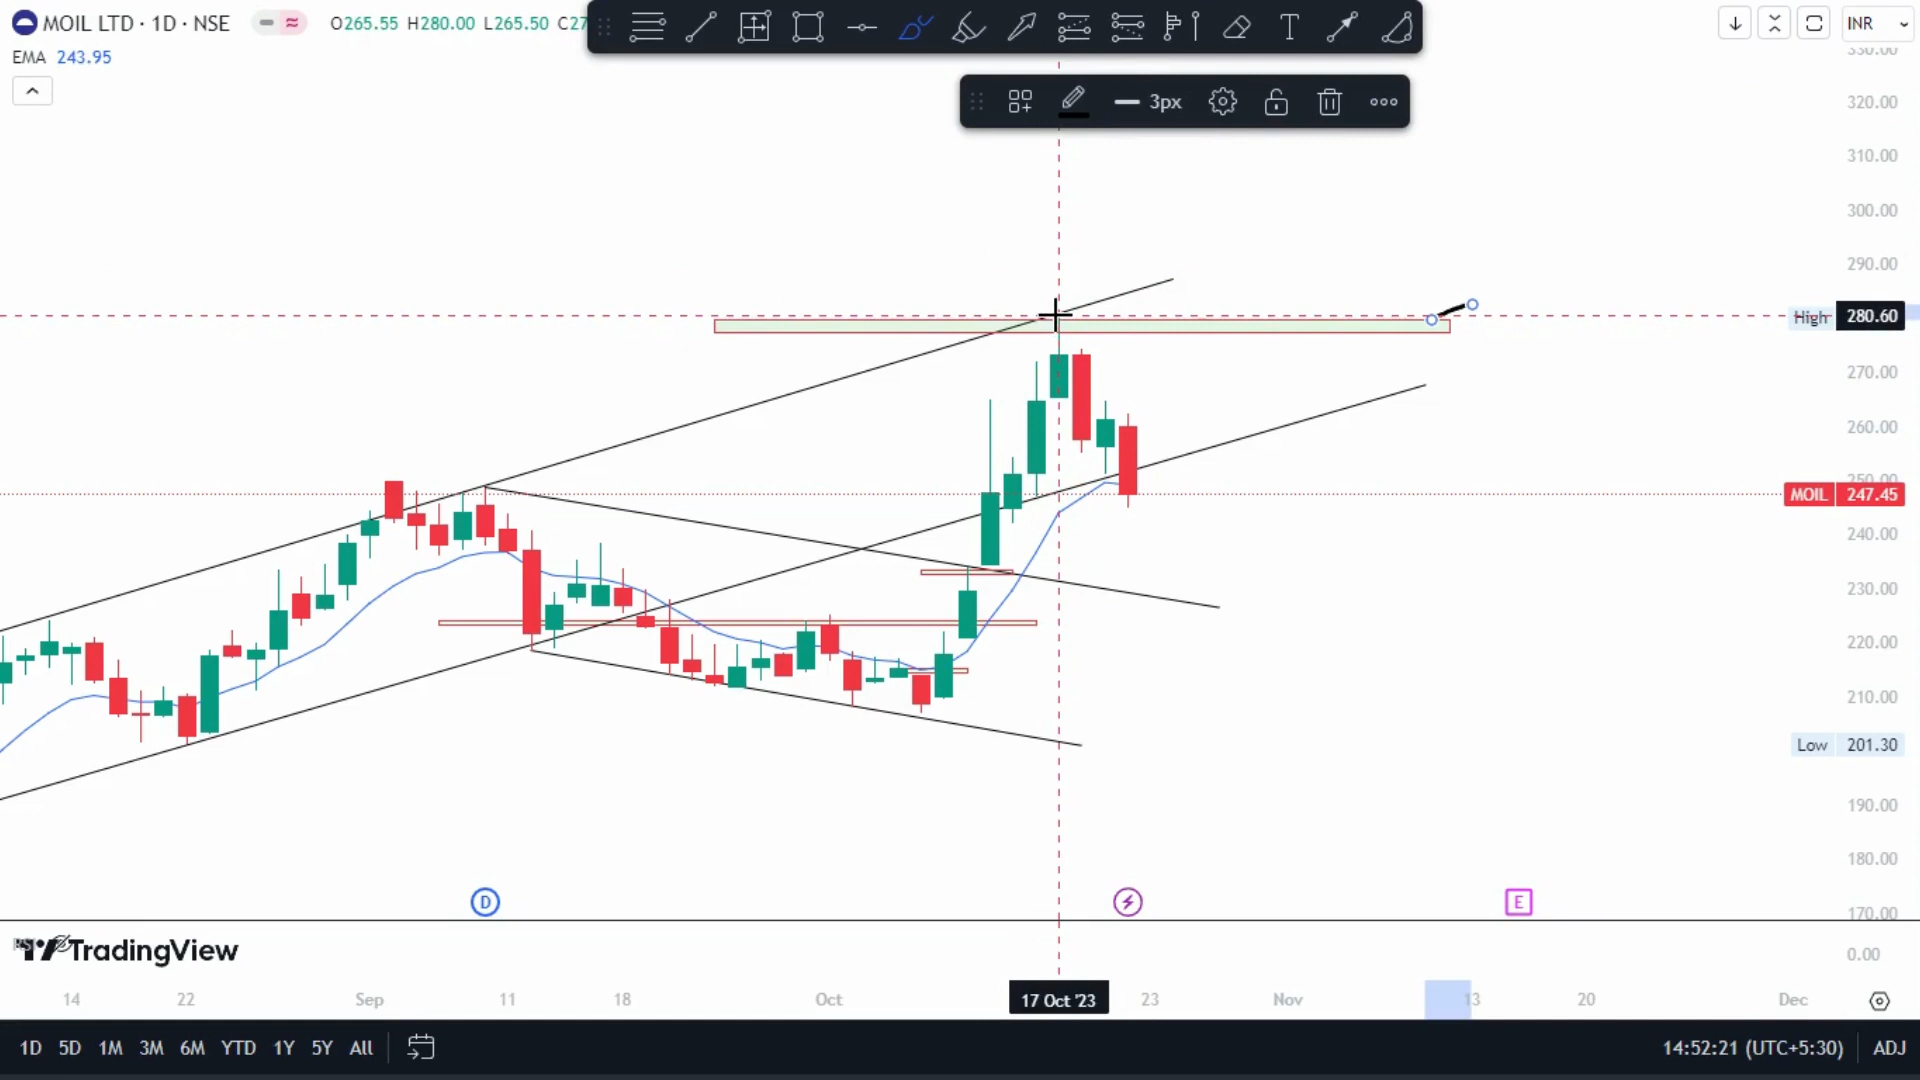 MOIL LTD · 1D · NSE O265.55 H280.00 L265.50 C27
EMA 243.95
3px
INR
330.00
320.00
310.00
300.00
290.00
High 280.60
270.00
260.00
250.00
MOIL 247.45
240.00
230.00
220.00
210.00
Low 201.30
190.00
180.00
170.00
D E
TradingView
0.00
14 22 Sep 11 18 Oct 17 Oct '23 23 Nov 13 20 Dec
1D 5D 1M 3M 6M YTD 1Y 5Y All 14:52:21 (UTC+5:30) ADJ